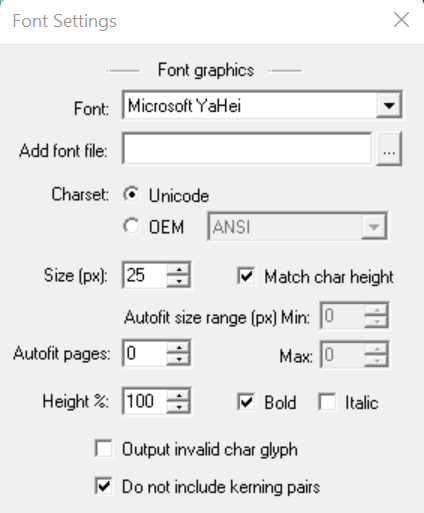 Font Settings
Font graphics
Font: Microsoft YaHei
Add font file: ...
Charset: Unicode
OEM ANSI
Size (px): 25 Match char height
Autofit size range (px) Min: 0
Autofit pages: 0 Max: 0
Height %: 100 Bold Italic
Output invalid char glyph
Do not include kerning pairs